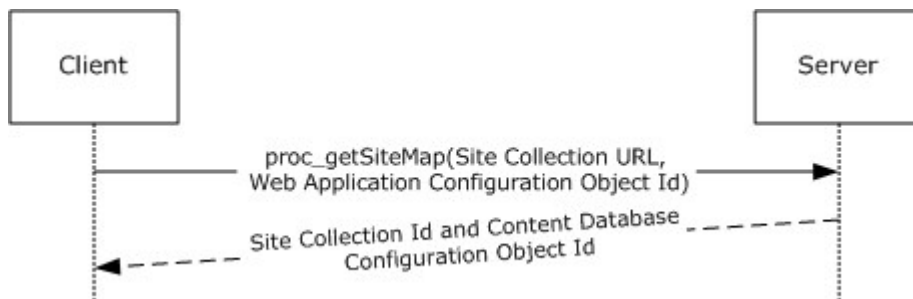 Client
Server
proc_getSiteMap(Site Collection URL,
Web Application Configuration Object Id)
Site Collection Id and Content Database
Configuration Object Id